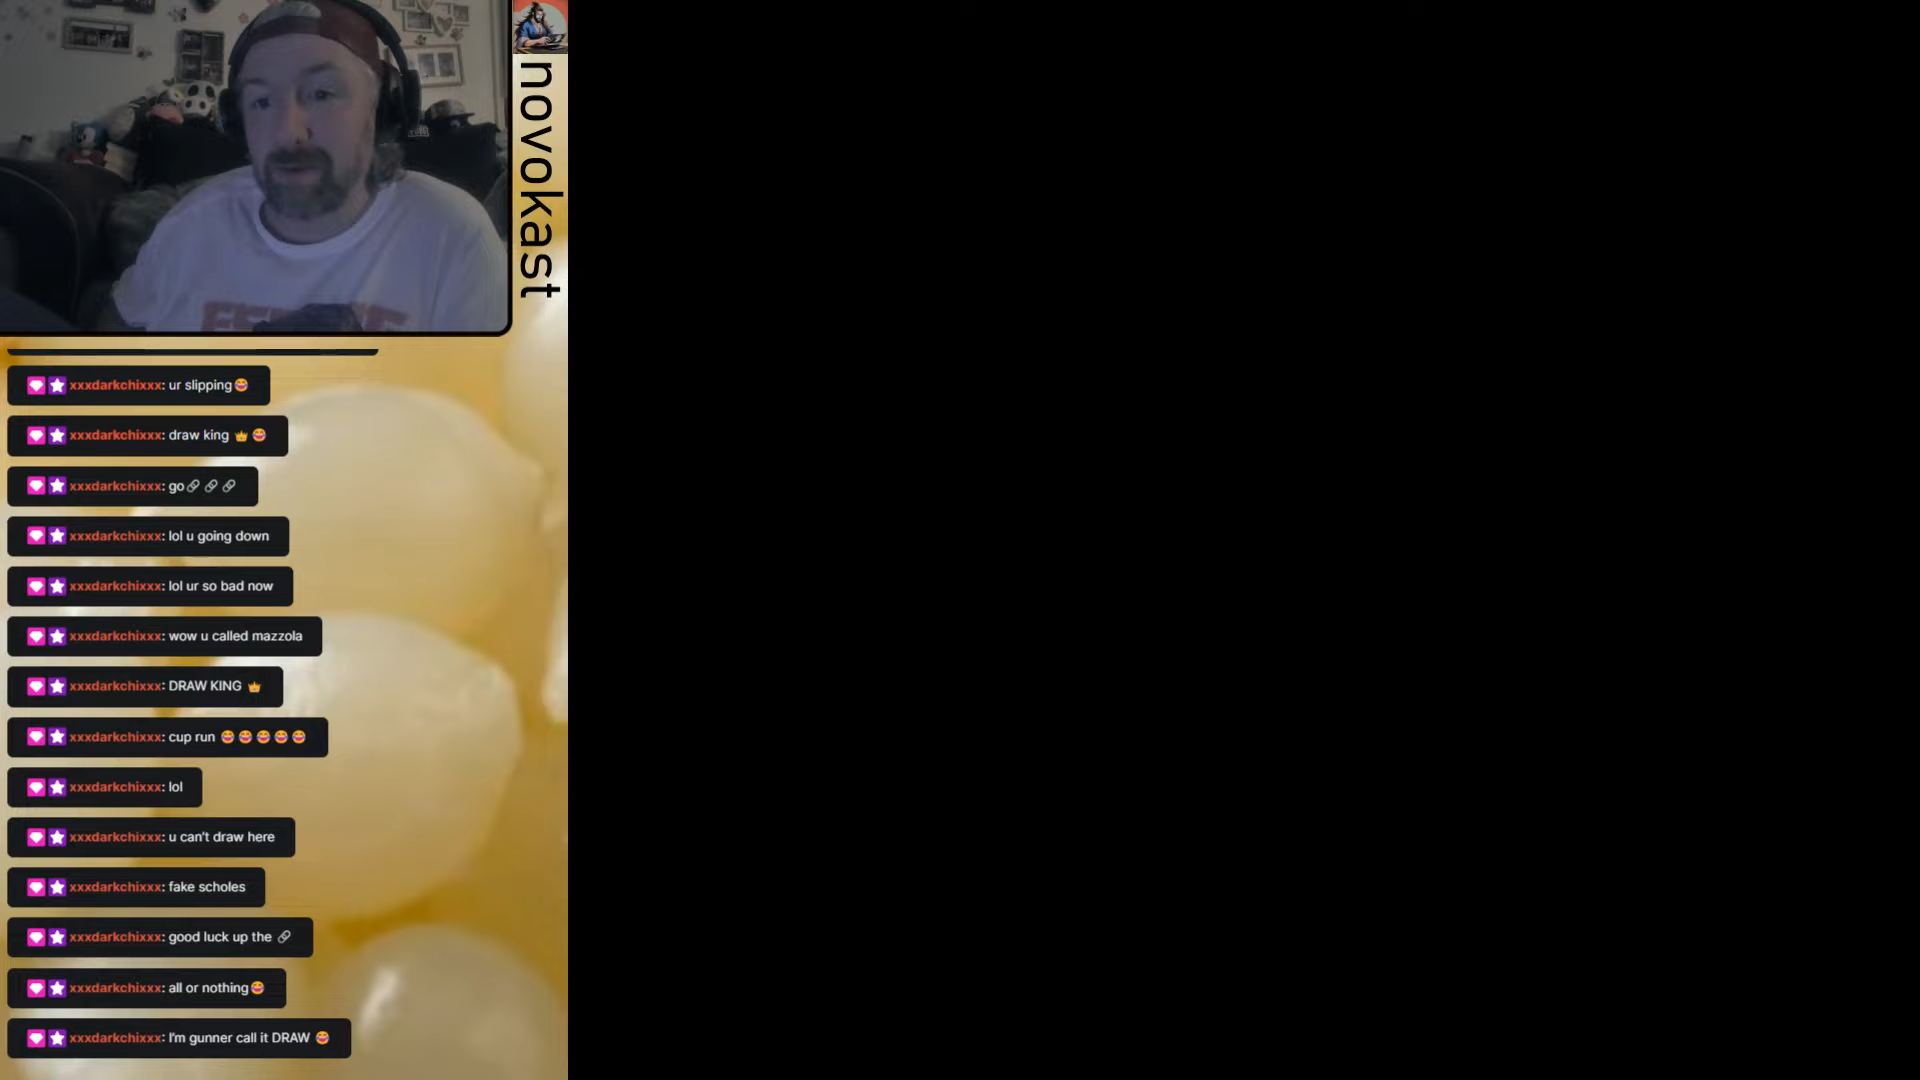 novokast
xxxdarkchixxx: ur slipping😂
xxxdarkchixxx: draw king 👑 😂
xxxdarkchixxx: go🔗 🔗 🔗
xxxdarkchixxx: lol u going down
xxxdarkchixxx: lol ur so bad now
xxxdarkchixxx: wow u called mazzola
xxxdarkchixxx: DRAW KING 👑
xxxdarkchixxx: cup run 😂 😂 😂 😂 😂
xxxdarkchixxx: lol
xxxdarkchixxx: u can't draw here
xxxdarkchixxx: fake scholes
xxxdarkchixxx: good luck up the 🔗
xxxdarkchixxx: all or nothing😂
xxxdarkchixxx: I'm gunner call it DRAW 😂